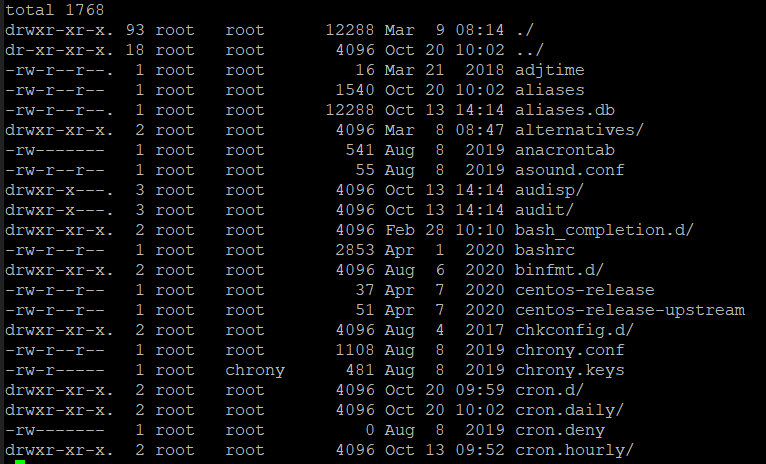 total 1768
drwxr-xr-x. 93 root   root      12288 Mar  9 08:14 ./
dr-xr-xr-x. 18 root   root       4096 Oct 20 10:02 ../
-rw-r--r--.  1 root   root         16 Mar 21  2018 adjtime
-rw-r--r--   1 root   root       1540 Oct 20 10:02 aliases
-rw-r--r--.  1 root   root      12288 Oct 13 14:14 aliases.db
drwxr-xr-x.  2 root   root       4096 Mar  8 08:47 alternatives/
-rw-------   1 root   root        541 Aug  8  2019 anacrontab
-rw-r--r--   1 root   root         55 Aug  8  2019 asound.conf
drwxr-x---.  3 root   root       4096 Oct 13 14:14 audisp/
drwxr-x---.  3 root   root       4096 Oct 13 14:14 audit/
drwxr-xr-x.  2 root   root       4096 Feb 28 10:10 bash_completion.d/
-rw-r--r--   1 root   root       2853 Apr  1  2020 bashrc
drwxr-xr-x.  2 root   root       4096 Aug  6  2020 binfmt.d/
-rw-r--r--   1 root   root         37 Apr  7  2020 centos-release
-rw-r--r--   1 root   root         51 Apr  7  2020 centos-release-upstream
drwxr-xr-x.  2 root   root       4096 Aug  4  2017 chkconfig.d/
-rw-r--r--   1 root   root       1108 Aug  8  2019 chrony.conf
-rw-r-----   1 root   chrony      481 Aug  8  2019 chrony.keys
drwxr-xr-x.  2 root   root       4096 Oct 20 09:59 cron.d/
drwxr-xr-x.  2 root   root       4096 Oct 20 10:02 cron.daily/
-rw-------   1 root   root          0 Aug  8  2019 cron.deny
drwxr-xr-x.  2 root   root       4096 Oct 13 09:52 cron.hourly/